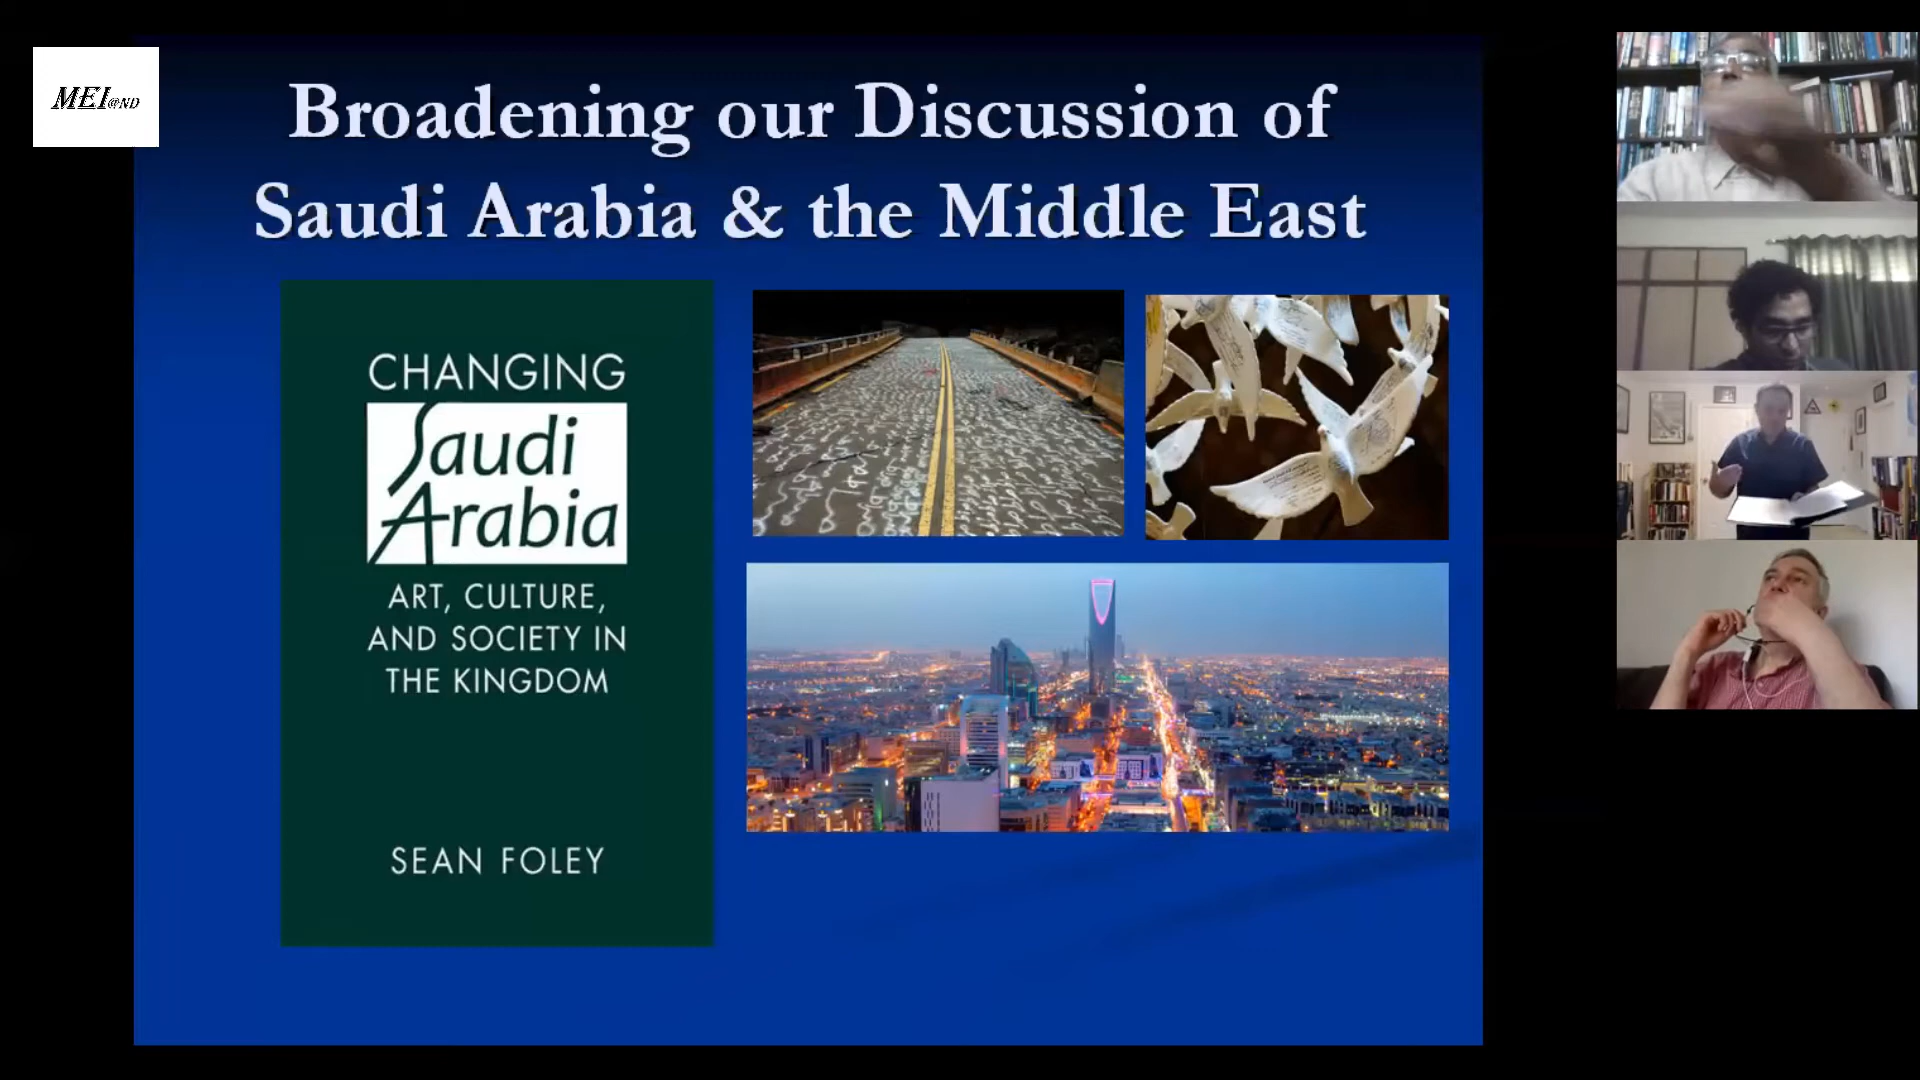 MEI@ND
Broadening our Discussion of
Saudi Arabia & the Middle East
CHANGING
Saudi
Arabia
ART, CULTURE,
AND SOCIETY IN
THE KINGDOM
SEAN FOLEY